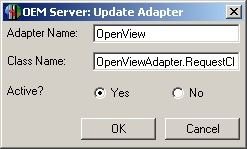 OEM Server: Update Adapter
Adapter Name: OpenView
Class Name: OpenViewAdapter.RequestCl
Active? Yes No
OK Cancel